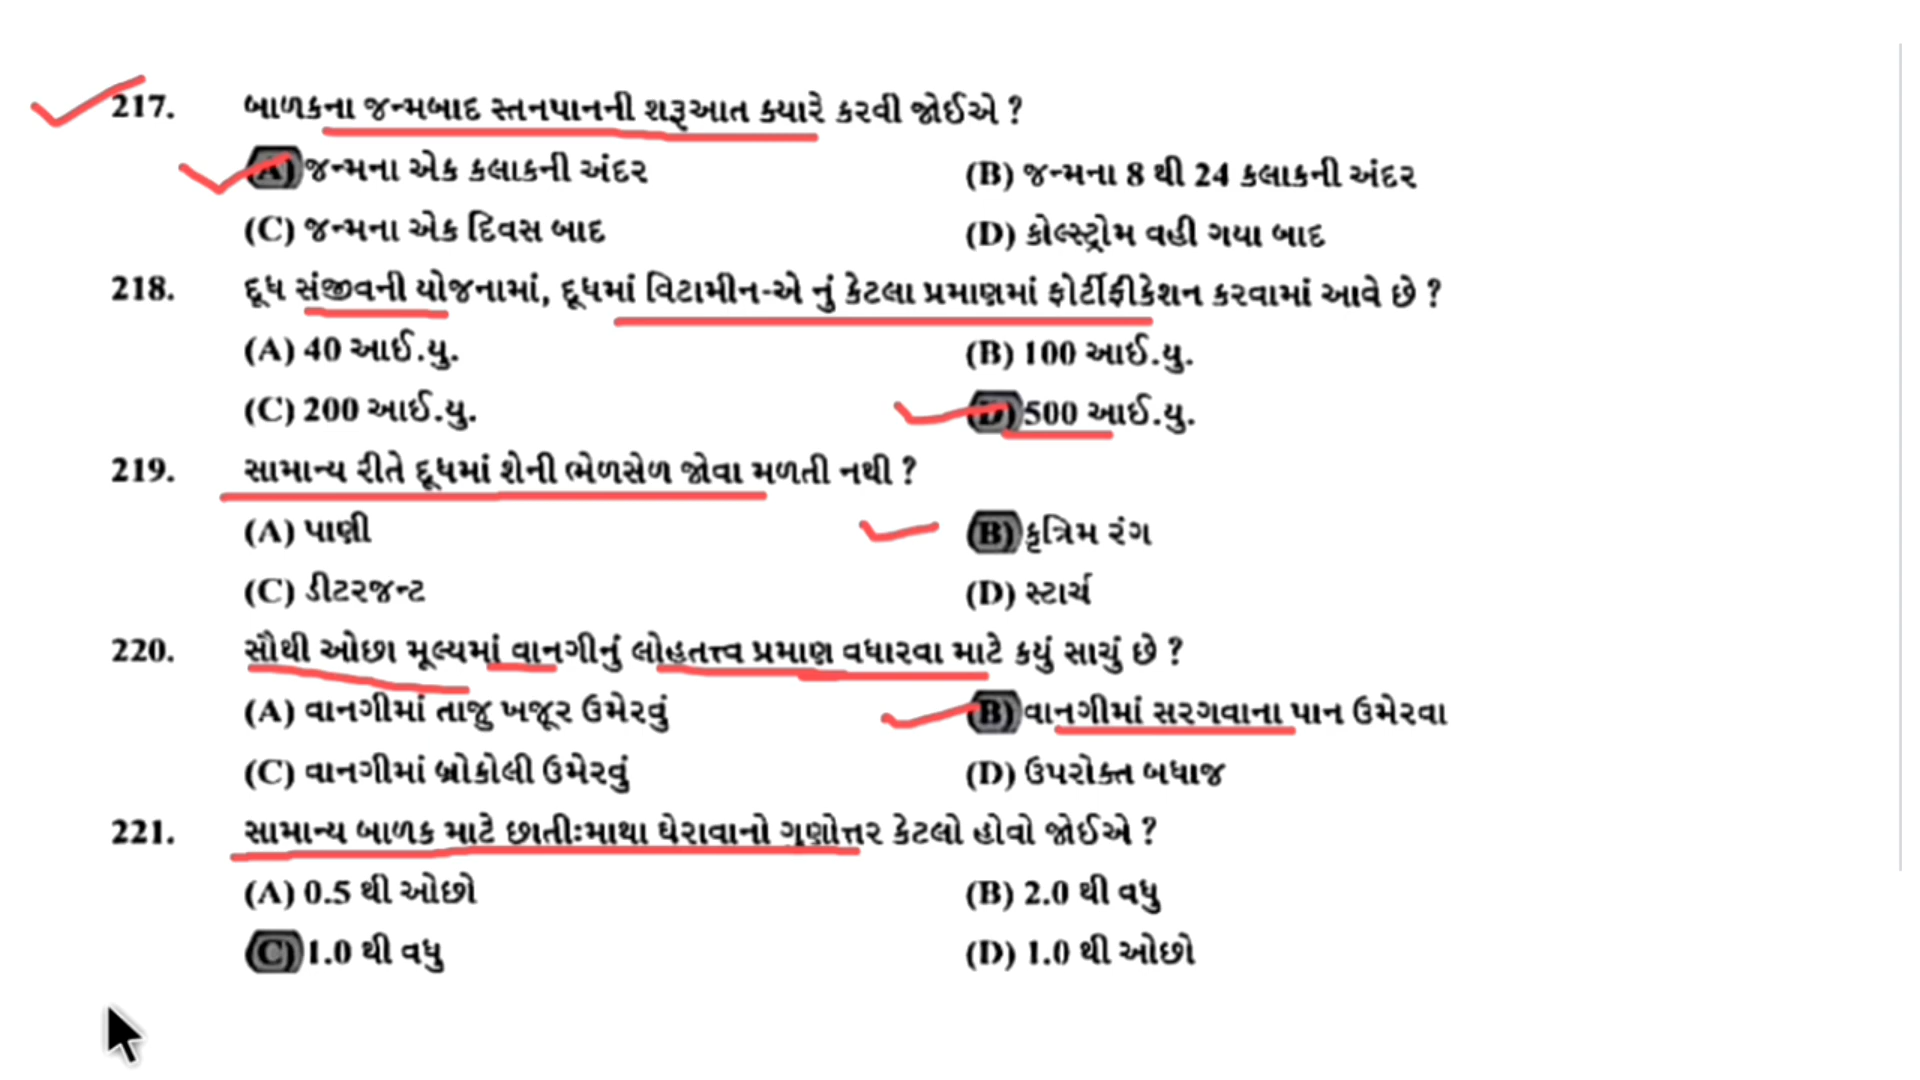 217. બાળકના જન્મબાદ સ્તનપાનની શરૂઆત ક્યારે કરવી જોઈએ ?
(A) જન્મના એક કલાકની અંદર (B) જન્મના 8 થી 24 કલાકની અંદર
(C) જન્મના એક દિવસ બાદ (D) કોલ્સ્ટ્રોમ વહી ગયા બાદ
218. દૂધ સંજીવની યોજનામાં, દૂધમાં વિટામીન-એ નું કેટલા પ્રમાણમાં ફોર્ટીફીકેશન કરવામાં આવે છે ?
(A) 40 આઈ.યુ. (B) 100 આઈ.યુ.
(C) 200 આઈ.યુ. (D) 500 આઈ.યુ.
219. સામાન્ય રીતે દૂધમાં શેની ભેળસેળ જોવા મળતી નથી ?
(A) પાણી (B) કૃત્રિમ રંગ
(C) ડીટરજન્ટ (D) સ્ટાર્ચ
220. સૌથી ઓછા મૂલ્યમાં વાનગીનું લોહતત્ત્વ પ્રમાણ વધારવા માટે કયું સાચું છે ?
(A) વાનગીમાં તાજુ ખજૂર ઉમેરવું (B) વાનગીમાં સરગવાના પાન ઉમેરવા
(C) વાનગીમાં બ્રોકોલી ઉમેરવું (D) ઉપરોક્ત બધાજ
221. સામાન્ય બાળક માટે છાતીઃમાથા ઘેરાવાનો ગુણોત્તર કેટલો હોવો જોઈએ ?
(A) 0.5 થી ઓછો (B) 2.0 થી વધુ
(C) 1.0 થી વધુ (D) 1.0 થી ઓછો